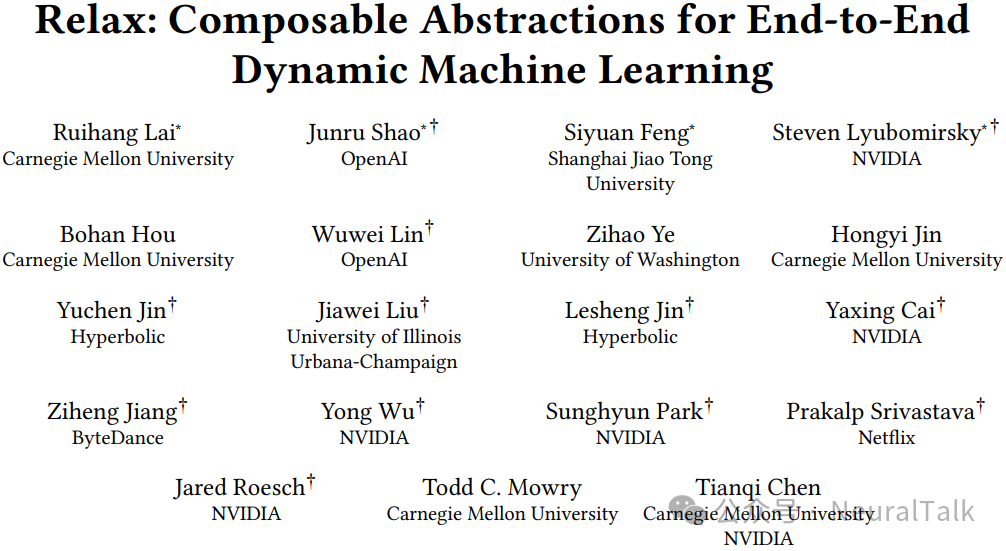 Relax: Composable Abstractions for End-to-End
Dynamic Machine Learning
Ruihang Lai* Junru Shao*† Siyuan Feng* Steven Lyubomirsky*†
Carnegie Mellon University OpenAI Shanghai Jiao Tong NVIDIA
University
Bohan Hou Wuwei Lin† Zihao Ye Hongyi Jin
Carnegie Mellon University OpenAI University of Washington Carnegie Mellon University
Yuchen Jin† Jiawei Liu† Lesheng Jin† Yaxing Cai†
Hyperbolic University of Illinois Hyperbolic NVIDIA
Urbana-Champaign
Ziheng Jiang† Yong Wu† Sunghyun Park† Prakalp Srivastava†
ByteDance NVIDIA NVIDIA Netflix
Jared Roesch† Todd C. Mowry Tianqi Chen
NVIDIA Carnegie Mellon University Carnegie Mellon University
NVIDIA
公众号 · NeuralTalk